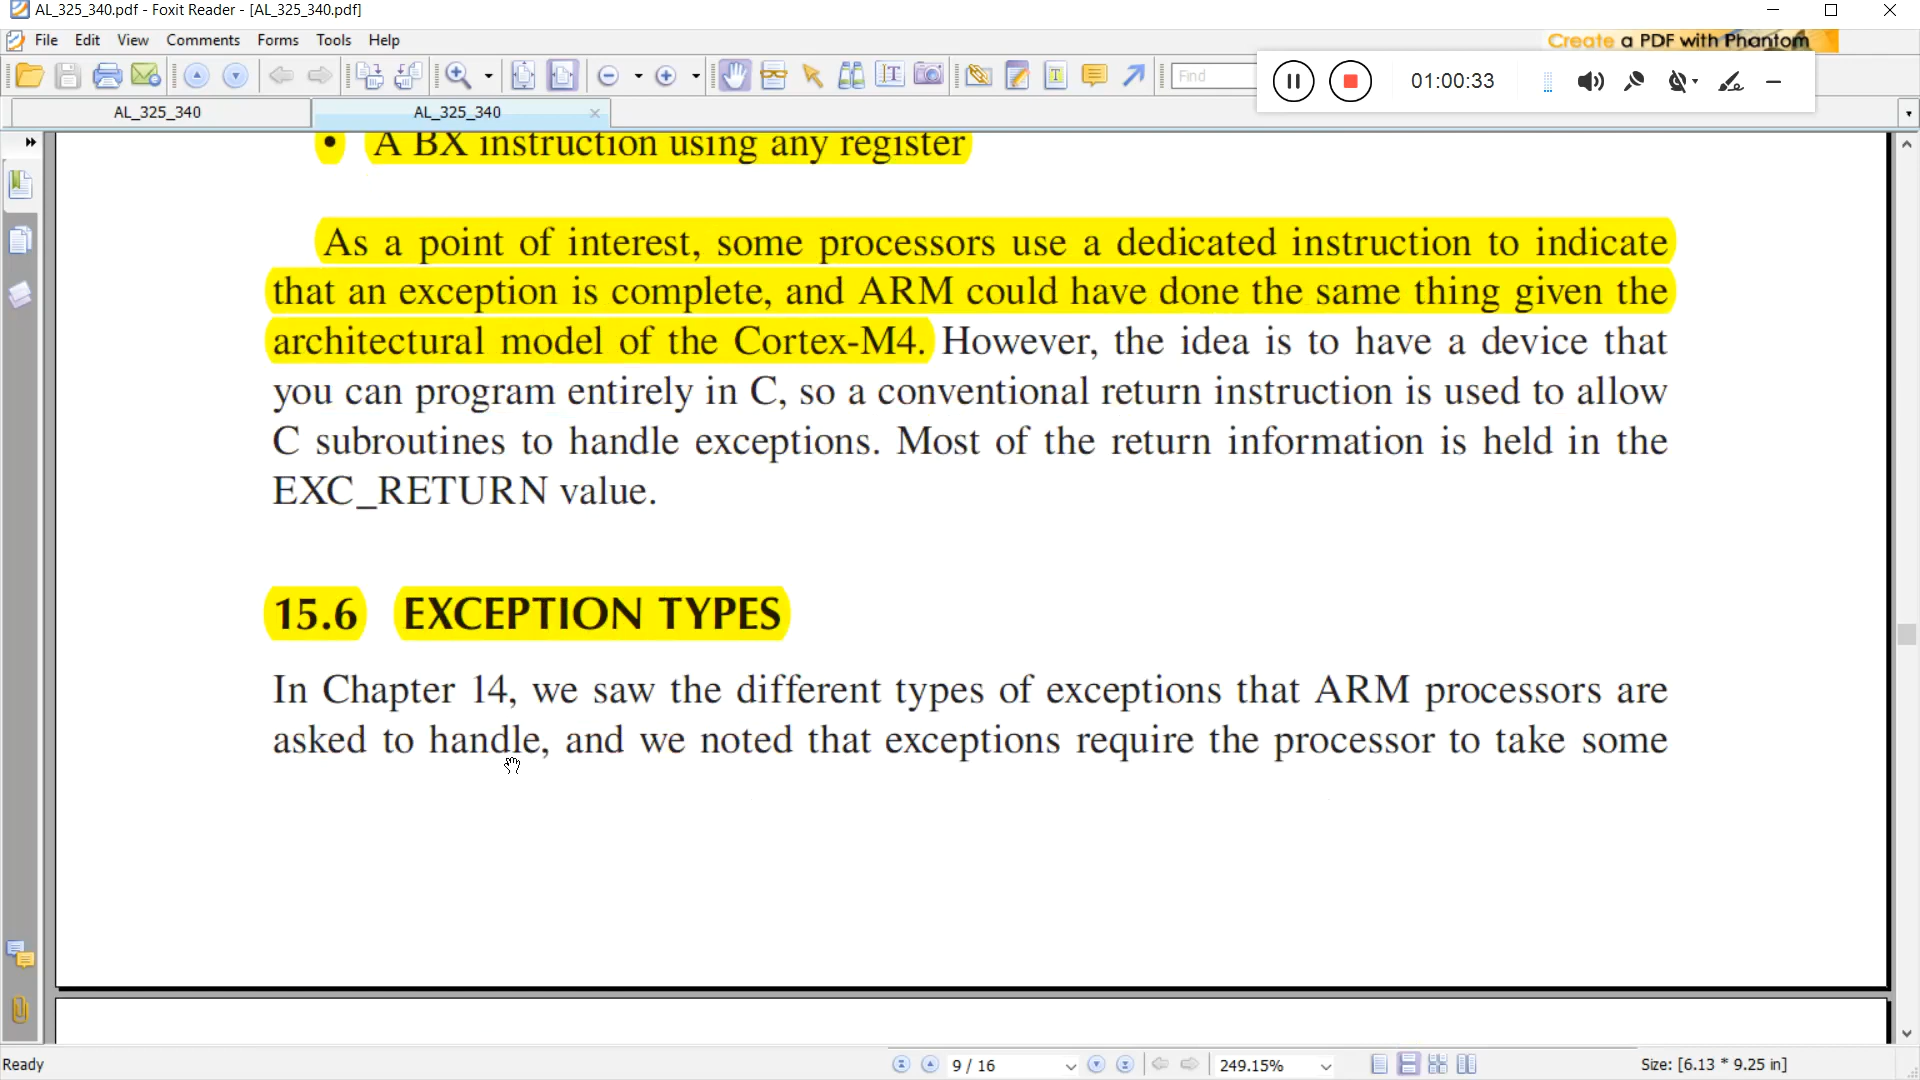 AL_325_340.pdf - Foxit Reader - [AL_325_340.pdf]
File Edit View Comments Forms Tools Help
Create a PDF with Phantom
Find
01:00:33
AL_325_340 AL_325_340
• A BX instruction using any register
As a point of interest, some processors use a dedicated instruction to indicate
that an exception is complete, and ARM could have done the same thing given the
architectural model of the Cortex-M4. However, the idea is to have a device that
you can program entirely in C, so a conventional return instruction is used to allow
C subroutines to handle exceptions. Most of the return information is held in the
EXC_RETURN value.
15.6 EXCEPTION TYPES
In Chapter 14, we saw the different types of exceptions that ARM processors are
asked to handle, and we noted that exceptions require the processor to take some
Ready 9 / 16 249.15% Size: [6.13 * 9.25 in]